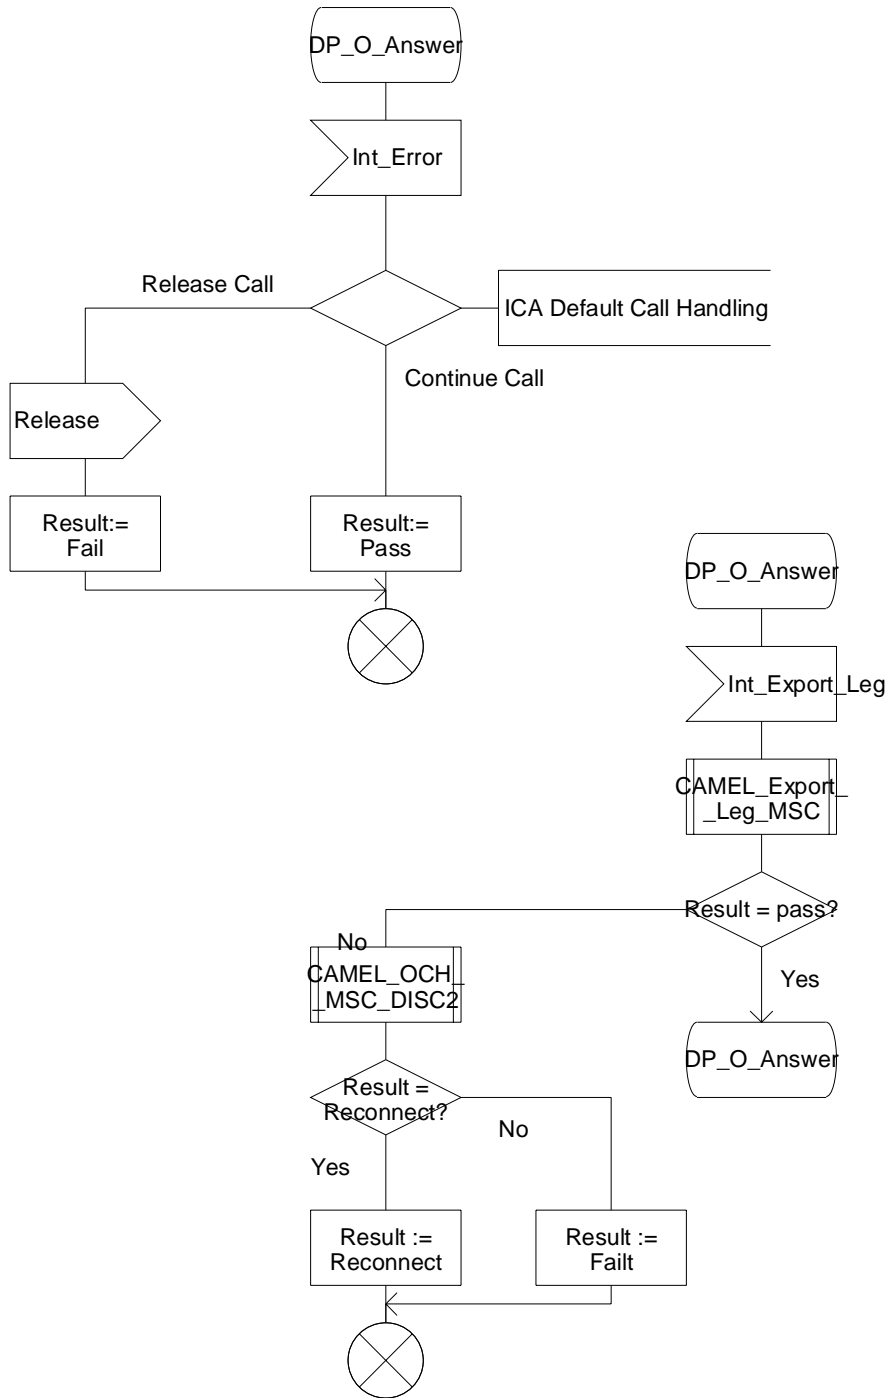 DP_O_Answer
Int_Error
Release Call
ICA Default Call Handling
Continue Call
Release
Result:=
Fail
Result:=
Pass
DP_O_Answer
Int_Export_Leg
CAMEL_Export_
_Leg_MSC
Result = pass?
No
Yes
CAMEL_OCH_
_MSC_DISC2
DP_O_Answer
Result =
Reconnect?
No
Yes
Result :=
Reconnect
Result :=
Failt